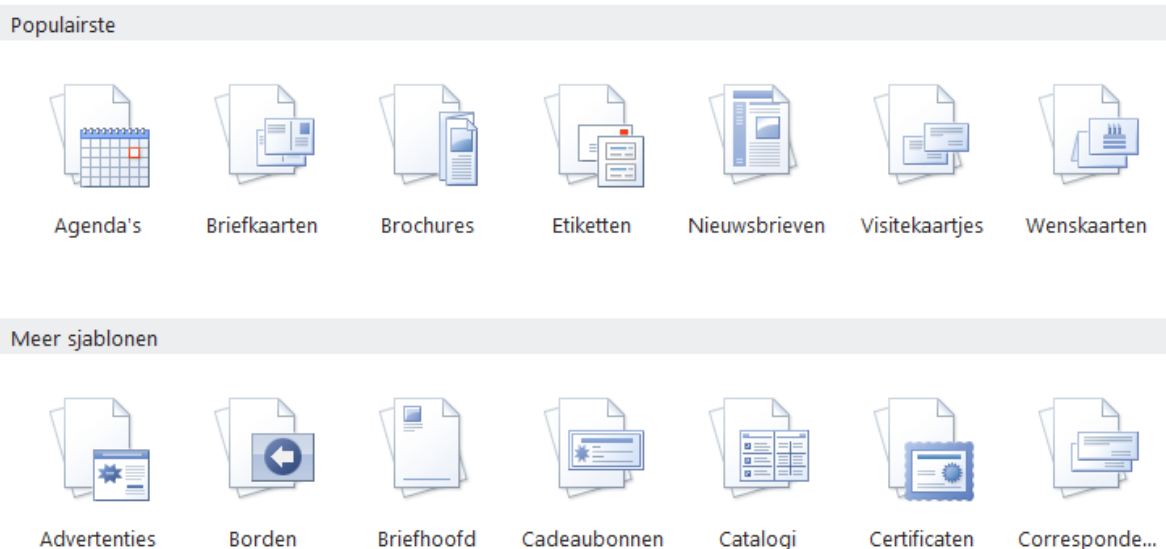 Populairste
Agenda's Briefkaarten Brochures Etiketten Nieuwsbrieven Visitekaartjes Wenskaarten
Meer sjablonen
Advertenties Borden Briefhoofd Cadeaubonnen Catalogi Certificaten Corresponde...